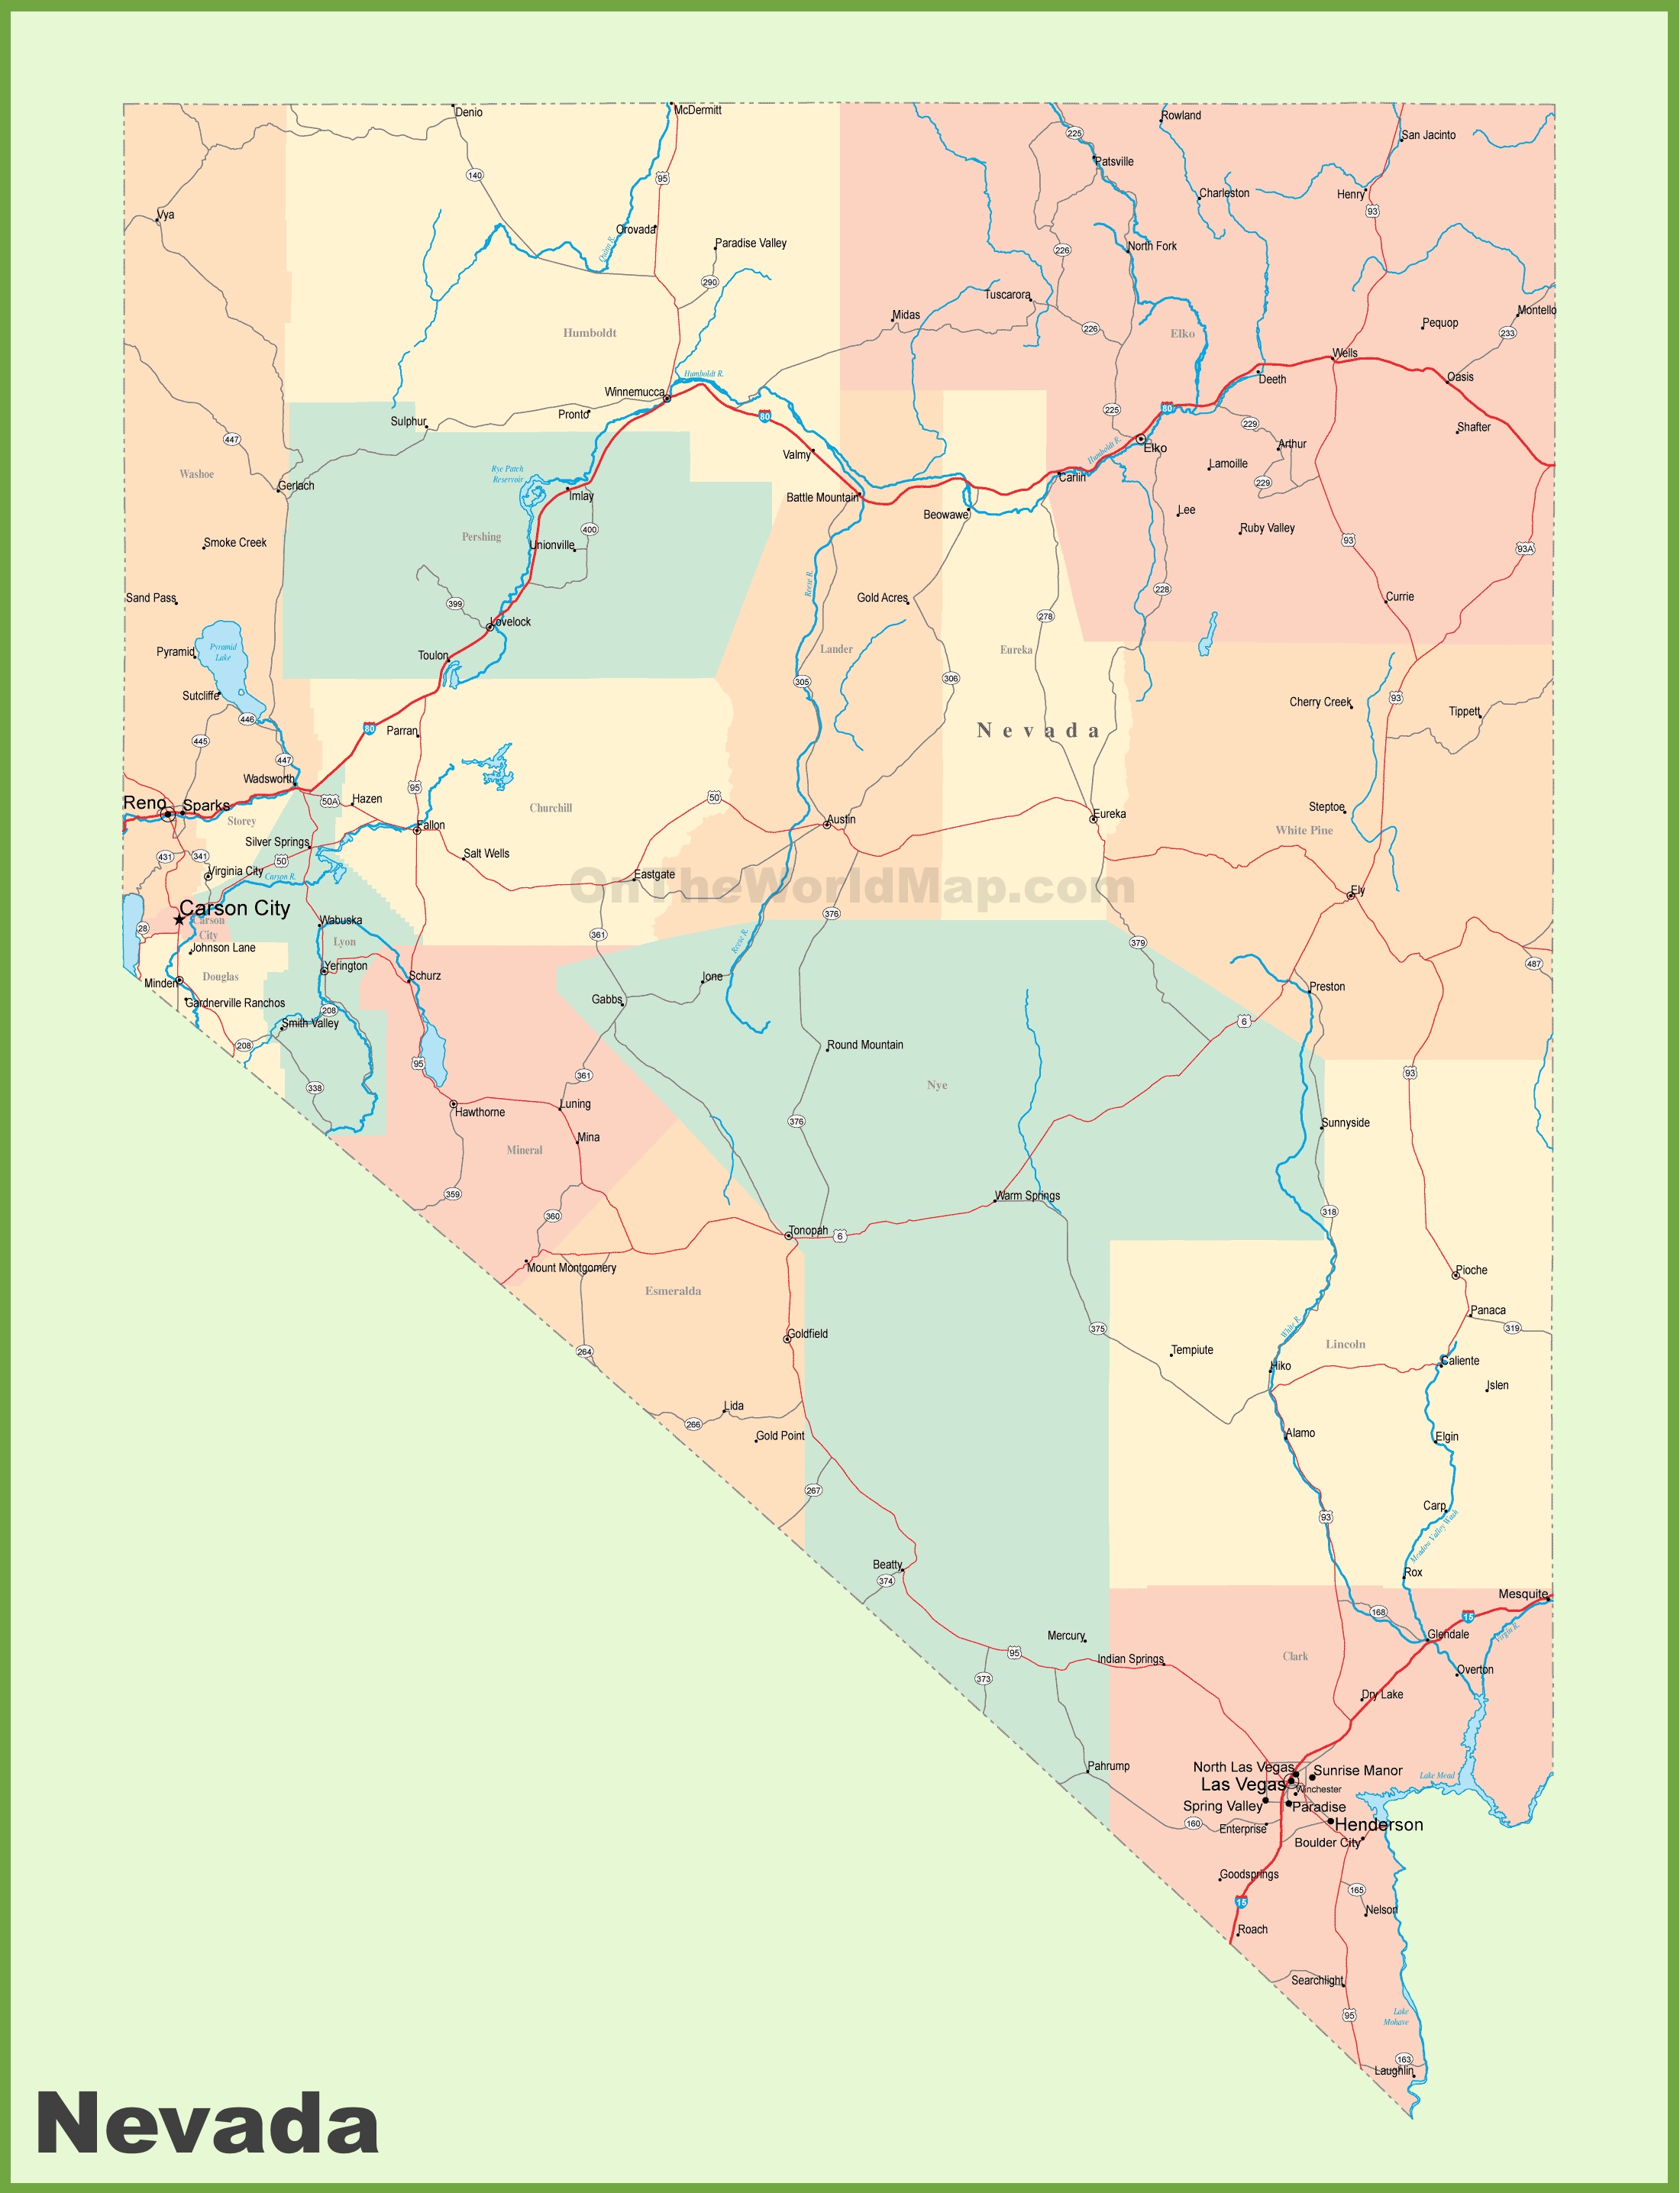 Denio
McDermitt
Rowland
San Jacinto
225
Patsville
140
95
Henry
Charleston
93
Vya
Orovada
Quinn R.
Paradise Valley
North Fork
226
290
Tuscarora
Midas
Montello
Pequop
226
Humboldt
Elko
233
Wells
Humboldt R.
Deeth
Oasis
Winnemucca
Pronto
80
225
80
Sulphur
229
Shafter
447
Elko
Arthur
Humboldt R.
Valmy
Lamoille
Washoe
Rye Patch
Reservoir
Carlin
Gerlach
229
Imlay
Battle Mountain
Beowawe
Lee
400
Ruby Valley
Pershing
Smoke Creek
Unionville
93
93A
Reese R.
228
Sand Pass
399
Gold Acres
278
Currie
Lovelock
Pyramid
Pyramid
Lake
Toulon
Lander
Eureka
305
306
Sutcliffe
93
Cherry Creek
446
Tippett
80
Parran
Nevada
445
447
Wadsworth
95
50A
Hazen
50
Reno
Sparks
Churchill
Steptoe
Storey
Fallon
Austin
Eureka
White Pine
Silver Springs
431
341
50
Salt Wells
Virginia City
Carson R.
Eastgate
OnTheWorldMap.com
Ely
Carson City
376
Carson
City
28
Wabuska
361
Lyon
379
Johnson Lane
Reese R.
487
Yerington
Douglas
Schurz
Ione
Minden
Preston
Gabbs
Gardnerville Ranchos
208
Smith Valley
6
208
Round Mountain
95
93
361
338
Nye
Luning
Hawthorne
376
Sunnyside
Mina
Mineral
359
Warm Springs
360
318
Tonopah
6
Mount Montgomery
Pioche
Esmeralda
Panaca
375
319
Goldfield
White R.
Lincoln
264
Tempiute
Caliente
Hiko
Islen
Lida
266
Gold Point
Alamo
Elgin
267
Carp
93
Meadow Valley Wash
Beatty
374
Rox
Mesquite
168
15
Mercury
Glendale
Virgin R.
95
Indian Springs
Clark
373
Overton
Dry Lake
Pahrump
North Las Vegas
Sunrise Manor
Lake Mead
Las Vegas
Winchester
Spring Valley
Paradise
160
Enterprise
Henderson
Boulder City
Goodsprings
165
15
Nelson
Roach
Searchlight
95
Lake
Mohave
163
Laughlin
Nevada